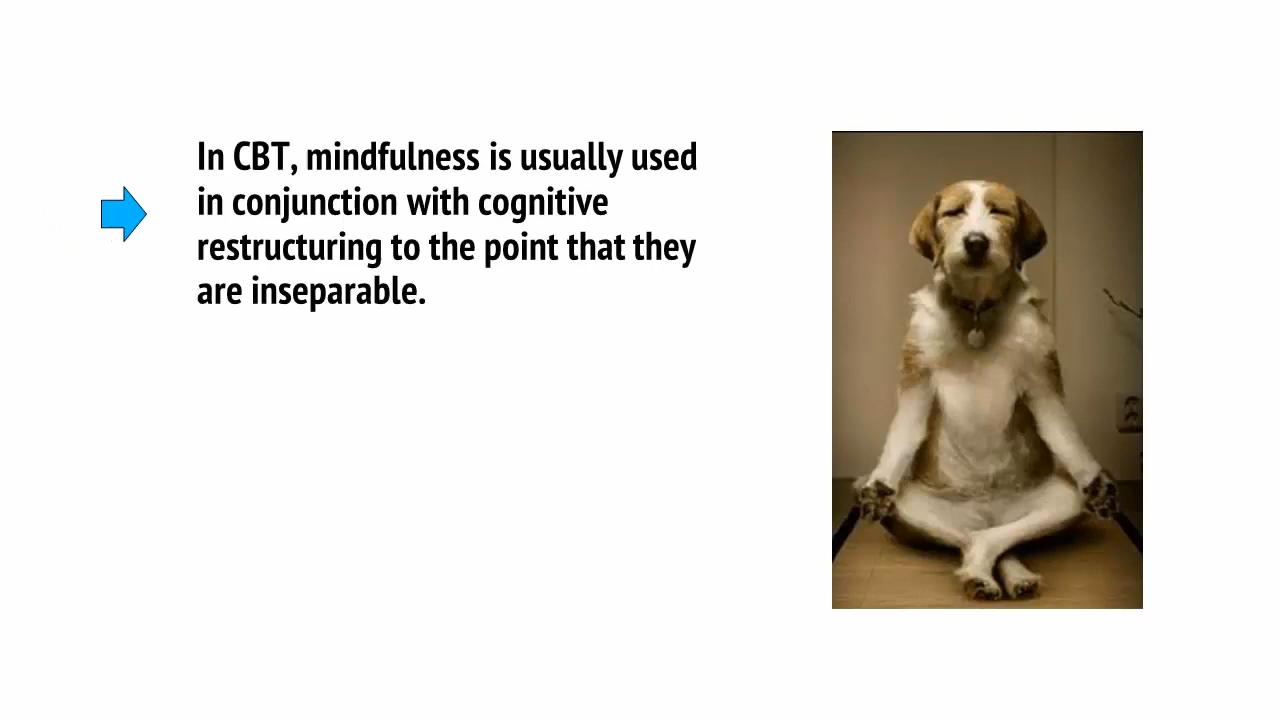 In CBT, mindfulness is usually used
in conjunction with cognitive
restructuring to the point that they
are inseparable.